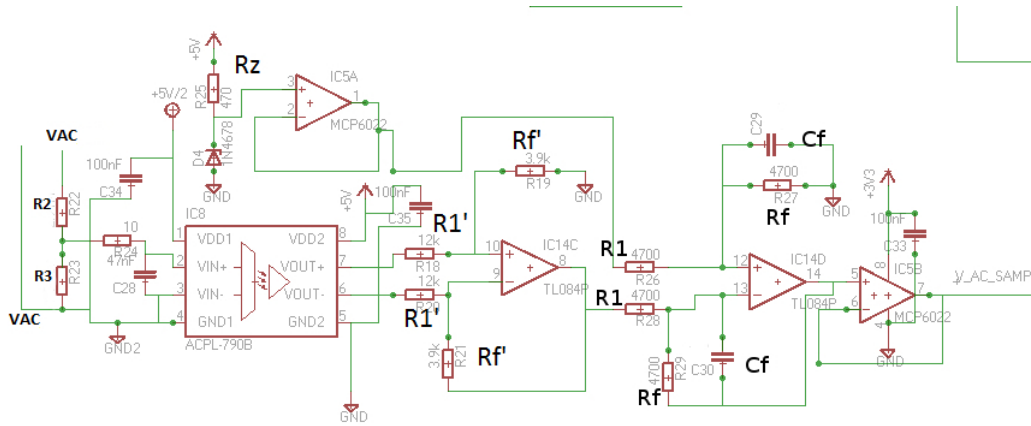 +5V
Rz
R25
470
IC5A
3
2
1
MCP6022
+5V/2
1N4678
D4
GND
VAC
100nF
C34
R2
R22
10
R24
47nF
C28
R3
R23
VAC
GND2
IC8
1
VDD1
VDD2
8
2
VIN+
VOUT+
7
3
VIN-
VOUT-
6
4
GND1
GND2
5
ACPL-790B
+5V
100nF
C35
GND
R1'
12k
R18
12k
R20
R1'
Rf'
3.9k
R19
GND
10
9
8
IC14C
TL084P
3.9k
R21
Rf'
R1
4700
R26
R1
4700
R28
C29
Cf
4700
R27
Rf
GND
12
13
14
IC14D
TL084P
4700
R29
Rf
C30
Cf
+3V3
100nF
C33
5
6
8
4
7
IC5B
MCP6022
GND
V_AC_SAMP